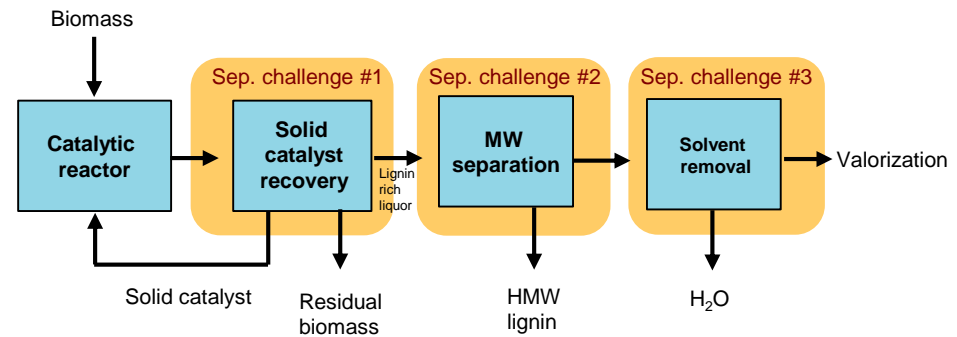 Biomass
Sep. challenge #1
Sep. challenge #2
Sep. challenge #3
Catalytic
reactor
Solid
catalyst
recovery
Lignin
rich
liquor
MW
separation
Solvent
removal
Valorization
Solid catalyst
Residual
biomass
HMW
lignin
H₂O